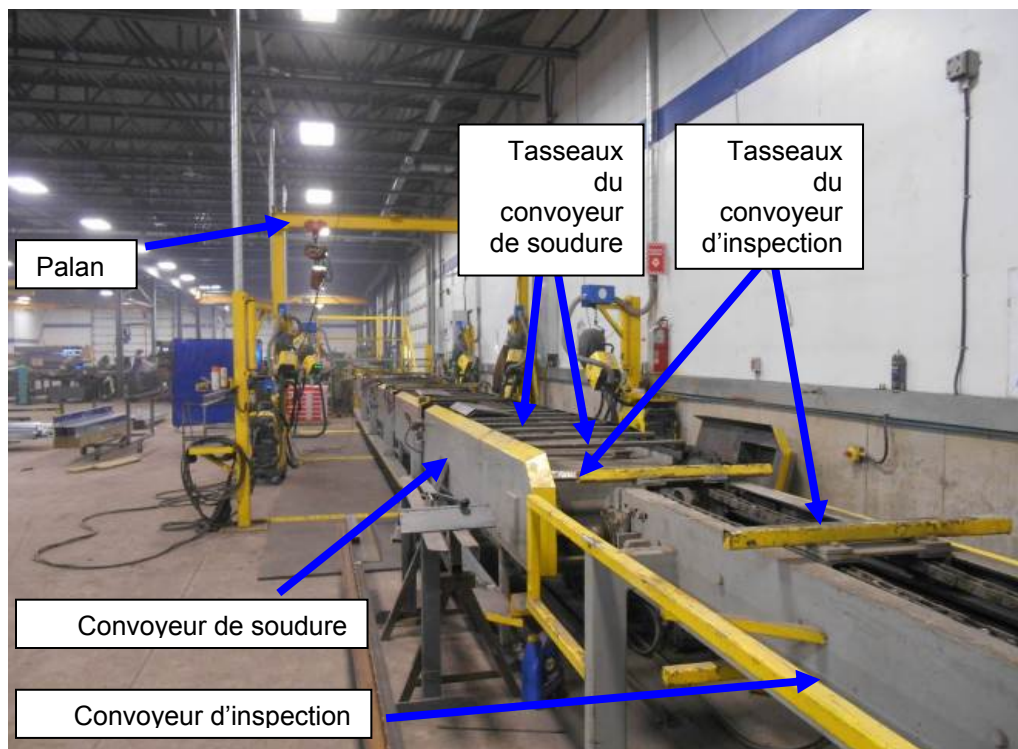 Tasseaux
du
convoyeur
de soudure
Tasseaux
du
convoyeur
d’inspection
Palan
Convoyeur de soudure
Convoyeur d’inspection